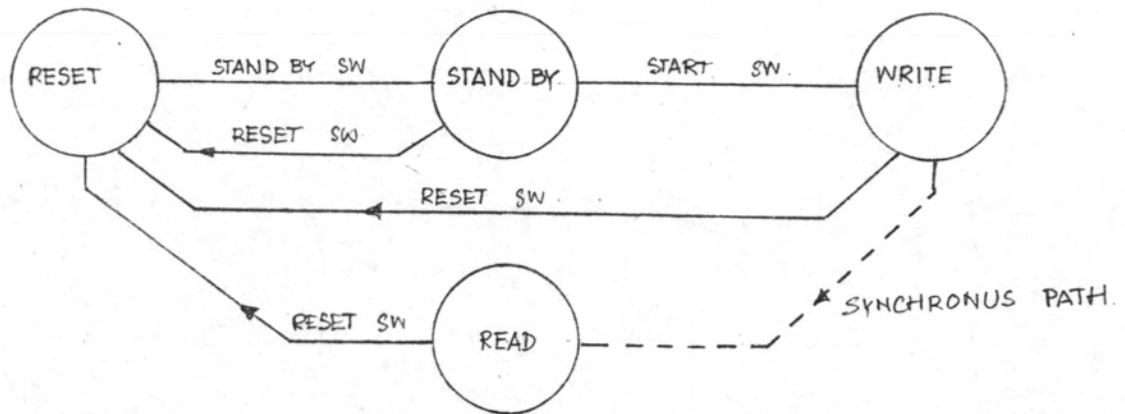 RESET
STAND BY SW
STAND BY
START SW
WRITE
RESET SW
RESET SW
SYNCHRONUS PATH.
RESET SW
READ